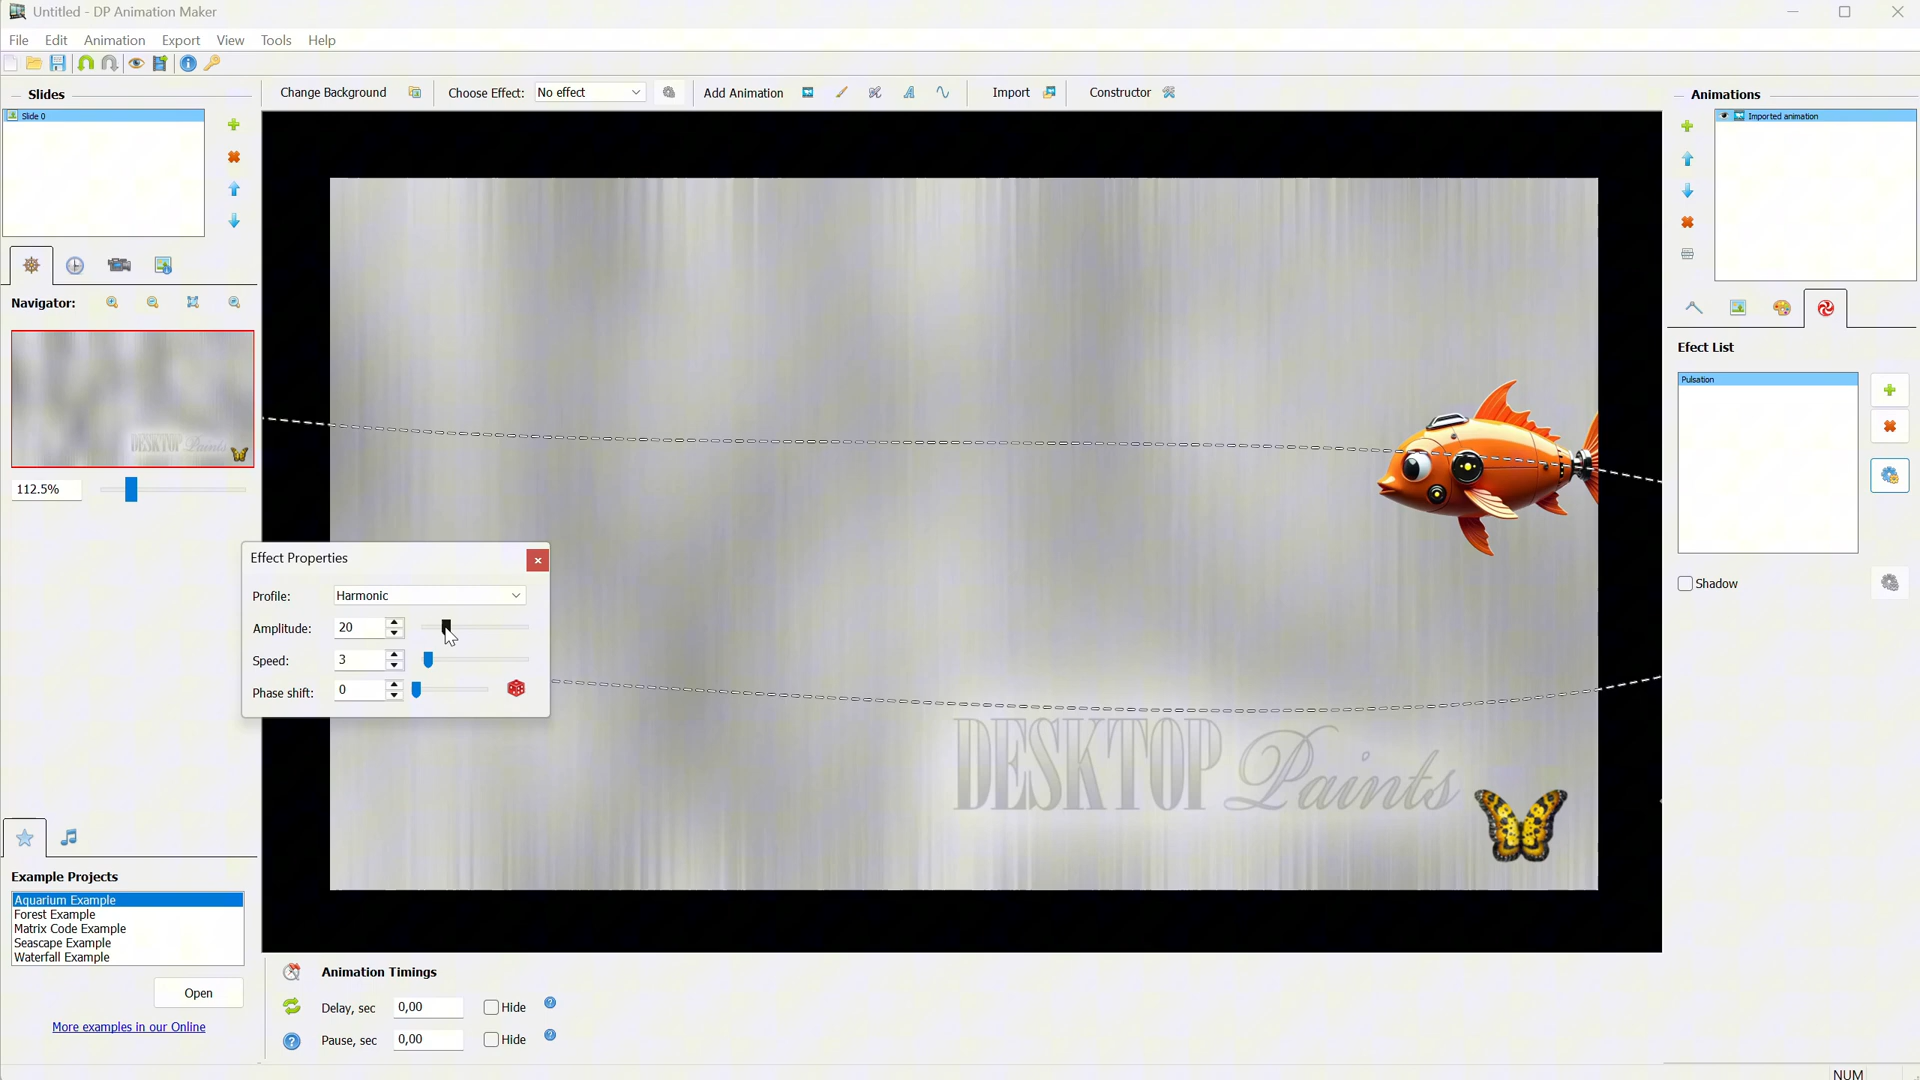 Untitled - DP Animation Maker
File Edit Animation Export View Tools Help
Slides
Change Background Choose Effect: No effect Add Animation Import Constructor
Animations
Slide 0
Imported animation
Navigator:
Efect List
Pulsation
112.5%
Effect Properties
Profile: Harmonic
Shadow
Amplitude: 20
Speed: 3
Phase shift: 0
DESKTOP Paints
DESKTOP Paints
Example Projects
Aquarium Example
Forest Example
Matrix Code Example
Seascape Example
Waterfall Example
Open
More examples in our Online
Animation Timings
Delay, sec 0,00 Hide
Pause, sec 0,00 Hide
NUM